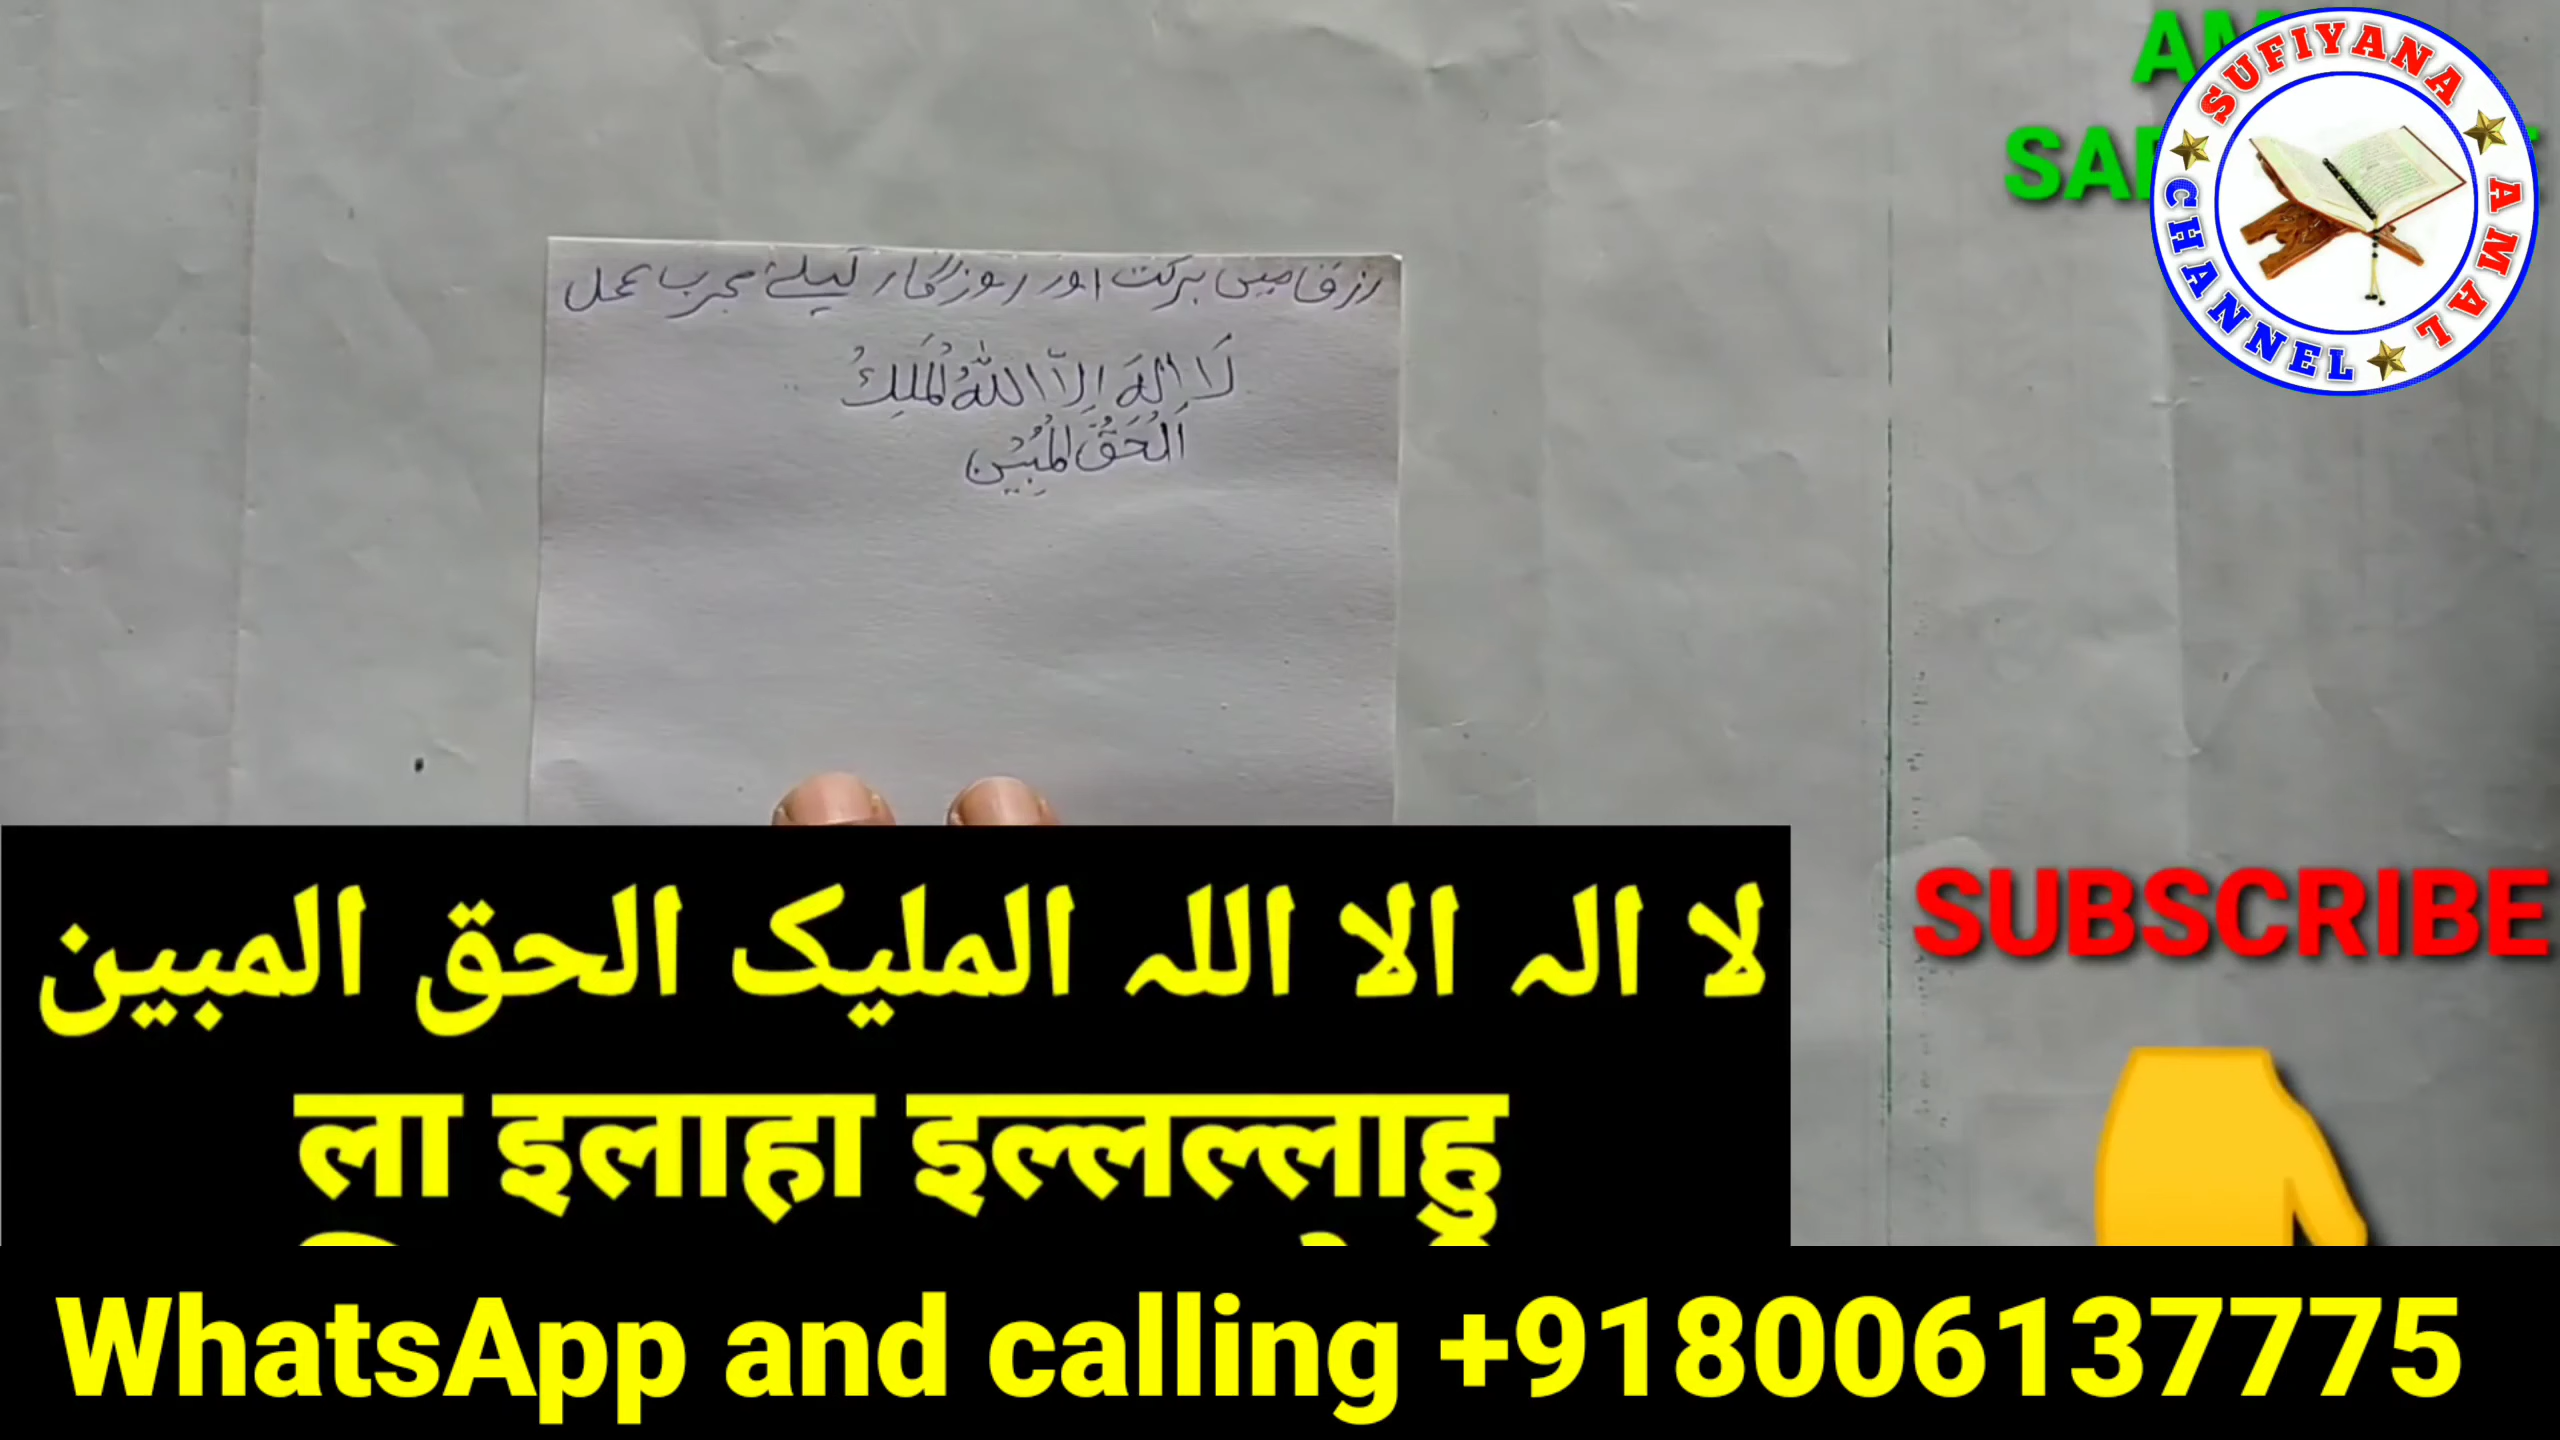 SUFIYANA AMAL CHANNEL
رزق میں برکت اور روزگار کیلئے مجرب عمل
لَا اِلٰهَ اِلَّا اللّٰهُ الْمَلِكُ
اَلْحَقُّ الْمُبِیْن
لا الہ الا اللہ الملیک الحق المبین
ला इलाहा इल्लल्लाहु
SUBSCRIBE
WhatsApp and calling +918006137775